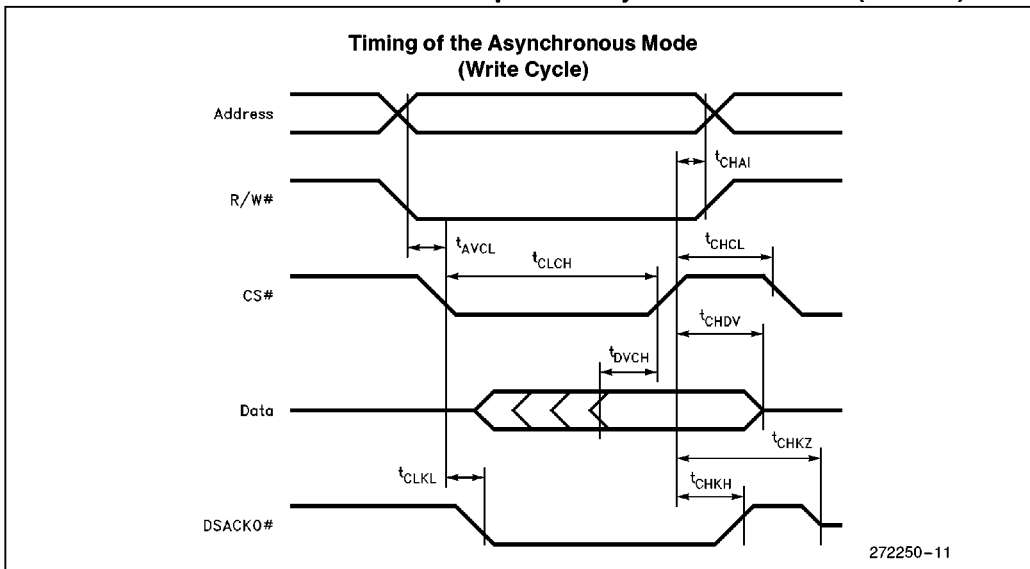 Timing of the Asynchronous Mode
(Write Cycle)
Address
tCHAI
R/W#
tAVCL
tCHCL
tCLCH
CS#
tCHDV
tDVCH
Data
tCHKZ
tCLKL
tCHKH
DSACK0#
272250-11